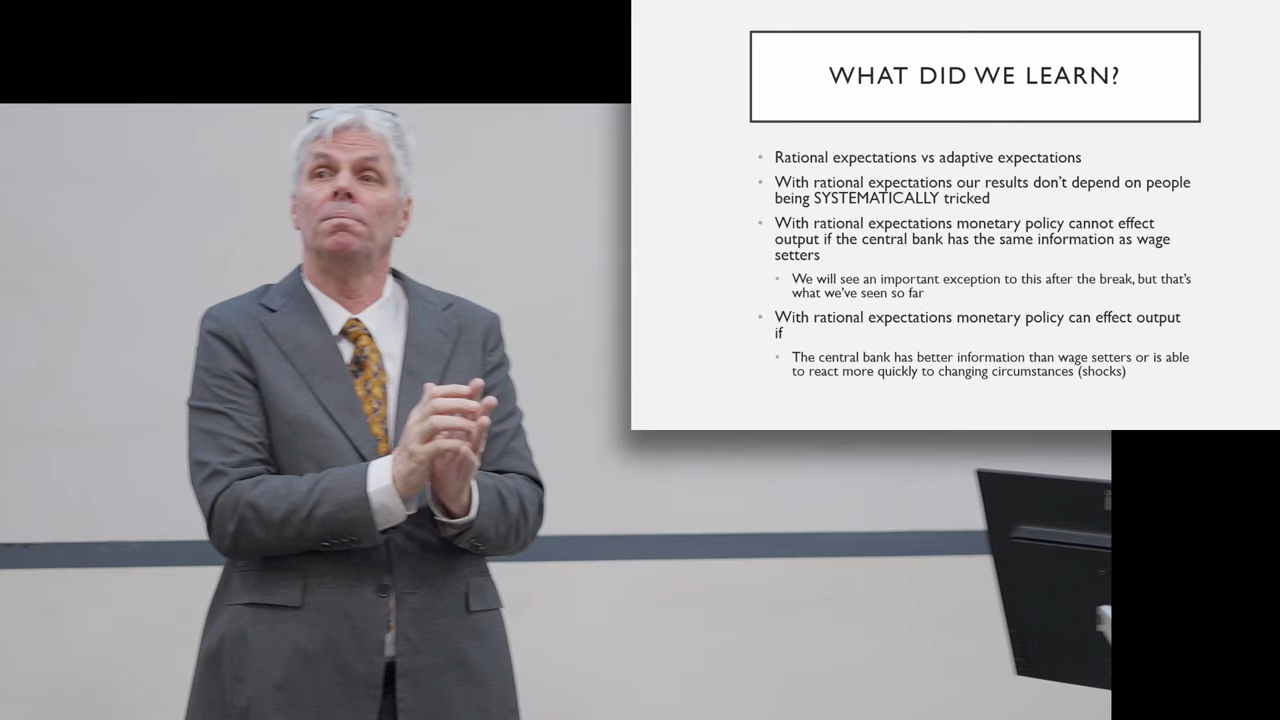 WHAT DID WE LEARN?
• Rational expectations vs adaptive expectations
• With rational expectations our results don't depend on people
being SYSTEMATICALLY tricked
• With rational expectations monetary policy cannot effect
output if the central bank has the same information as wage
setters
• We will see an important exception to this after the break, but that's
what we've seen so far
• With rational expectations monetary policy can effect output
if
• The central bank has better information than wage setters or is able
to react more quickly to changing circumstances (shocks)